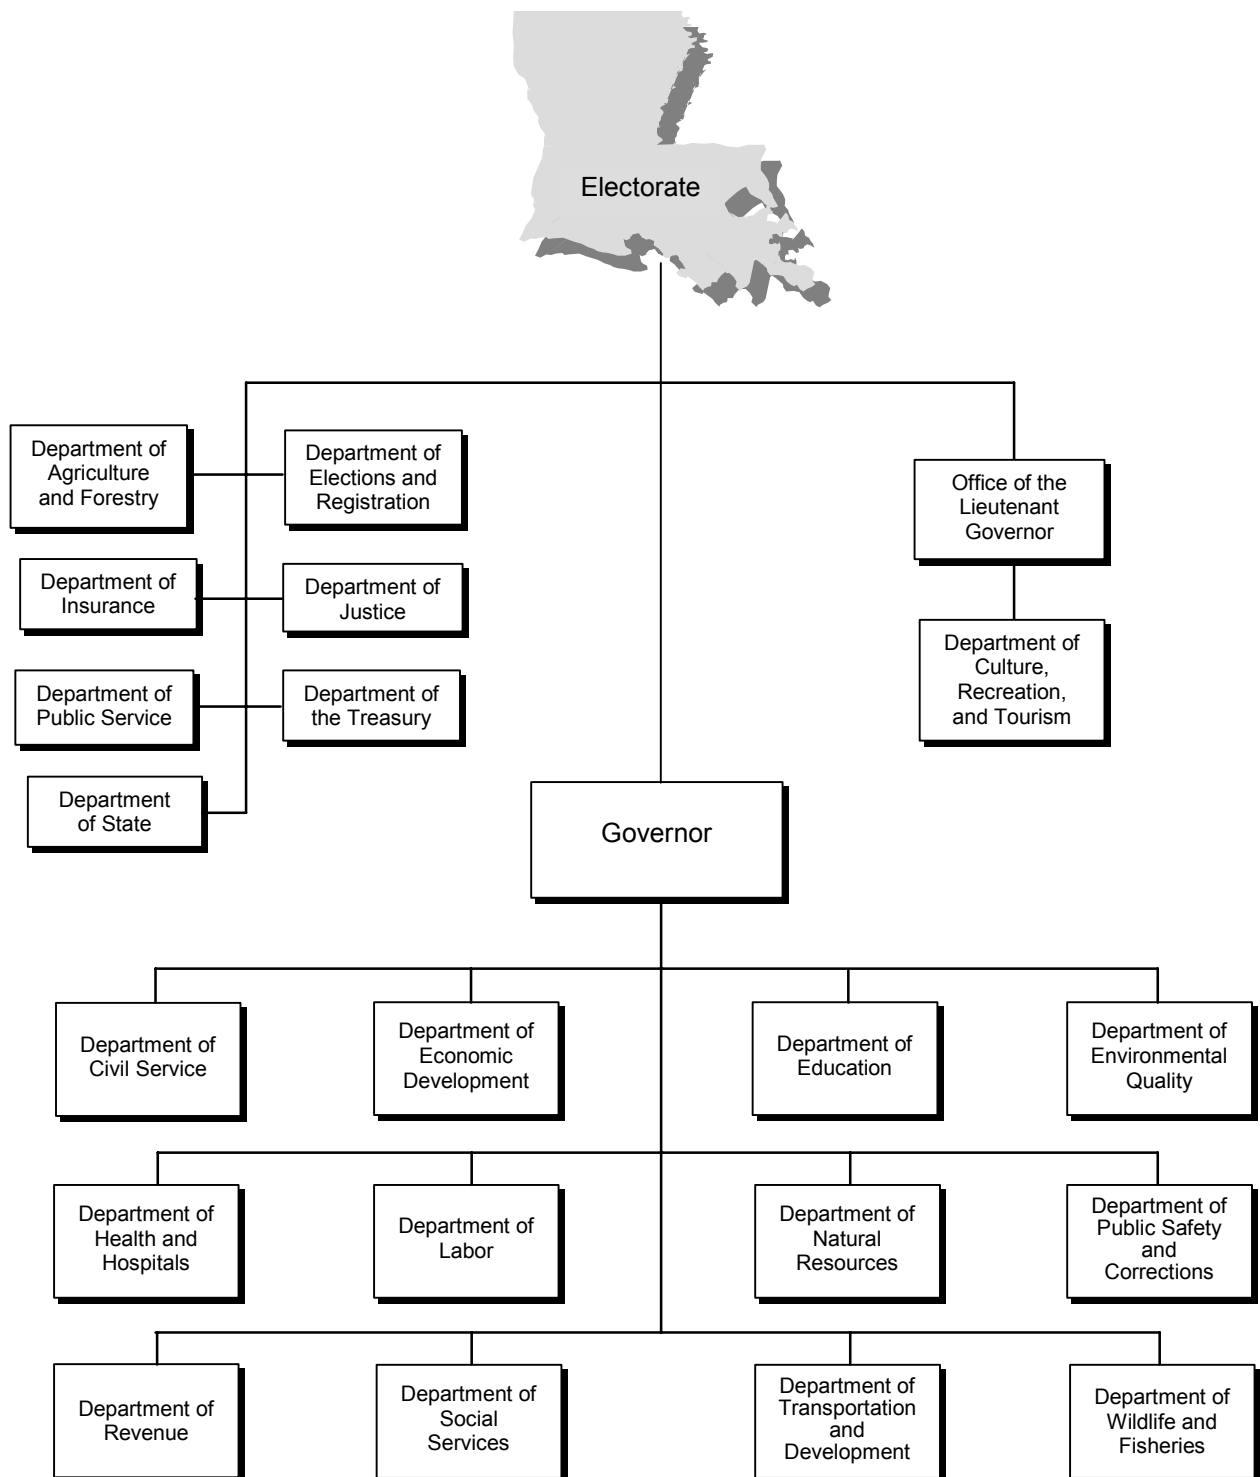 Electorate
Department of
Agriculture
and Forestry
Department of
Elections and
Registration
Office of the
Lieutenant
Governor
Department of
Insurance
Department of
Justice
Department of
Culture,
Recreation,
and Tourism
Department of
Public Service
Department of
the Treasury
Department
of State
Governor
Department of
Civil Service
Department of
Economic
Development
Department of
Education
Department of
Environmental
Quality
Department of
Health and
Hospitals
Department of
Labor
Department of
Natural
Resources
Department of
Public Safety
and
Corrections
Department of
Revenue
Department of
Social
Services
Department of
Transportation
and
Development
Department of
Wildlife and
Fisheries